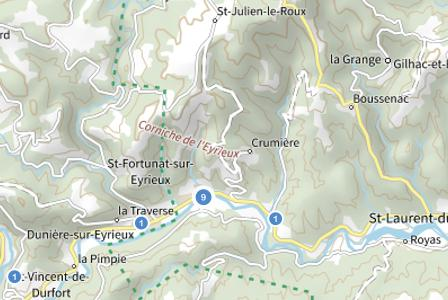 St-Julien-le-Roux
rd
la Grange
Gilhac-et-
Boussenac
Corniche de l'Eyrieux
Crumière
St-Fortunat-sur-
Eyrieux
9
la Traverse
1
1
St-Laurent-du
Dunière-sur-Eyrieux
Royas
la Pimpie
1
-Vincent-de-
Durfort